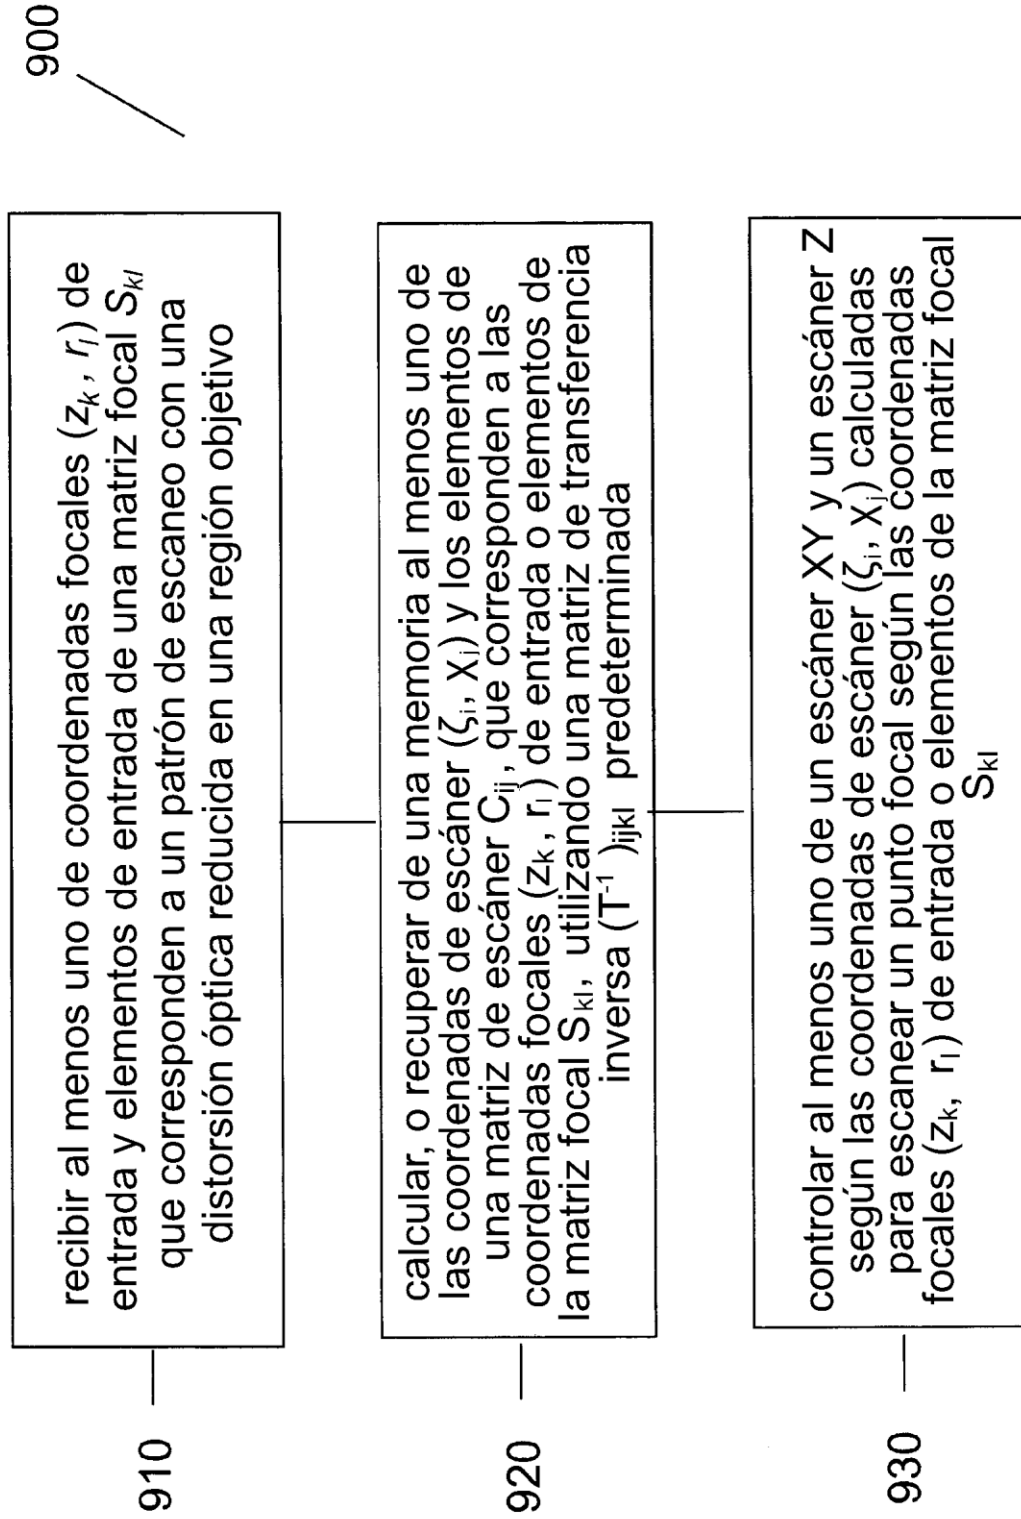 900
910
recibir al menos uno de coordenadas focales (z_k, r_l) de
entrada y elementos de entrada de una matriz focal S_kl
que corresponden a un patrón de escaneo con una
distorsión óptica reducida en una región objetivo
920
calcular, o recuperar de una memoria al menos uno de
las coordenadas de escáner (ζ_i, χ_j) y los elementos de
una matriz de escáner C_ij, que corresponden a las
coordenadas focales (z_k, r_l) de entrada o elementos de
la matriz focal S_kl, utilizando una matriz de transferencia
inversa (T^-1)_ijkl predeterminada
930
controlar al menos uno de un escáner XY y un escáner Z
según las coordenadas de escáner (ζ_i, χ_j) calculadas
para escanear un punto focal según las coordenadas
focales (z_k, r_l) de entrada o elementos de la matriz focal
S_kl